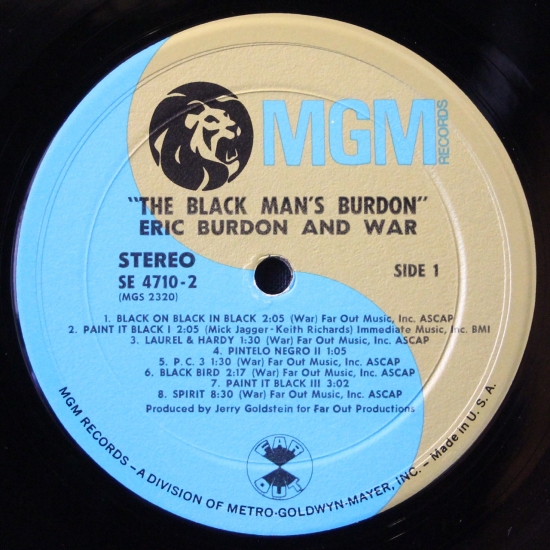 MGM
RECORDS
"THE BLACK MAN'S BURDON"
ERIC BURDON AND WAR
STEREO
SE 4710-2
(MGS 2320)
SIDE 1
1. BLACK ON BLACK IN BLACK 2:05 (War) Far Out Music, Inc. ASCAP
2. PAINT IT BLACK I 2:05 (Mick Jagger-Keith Richards) Immediate Music, Inc. BMI
3. LAUREL & HARDY 1:30 (War) Far Out Music, Inc. ASCAP
4. PINTELO NEGRO II 1:05
5. P.C. 3 1:30 (War) Far Out Music, Inc. ASCAP
6. BLACK BIRD 2:17 (War) Far Out Music, Inc. ASCAP
7. PAINT IT BLACK III 3:02
8. SPIRIT 8:30 (War) Far Out Music, Inc. ASCAP
Produced by Jerry Goldstein for Far Out Productions
FAR
OUT
MGM RECORDS – A DIVISION OF METRO-GOLDWYN-MAYER, INC. – Made in U. S. A.